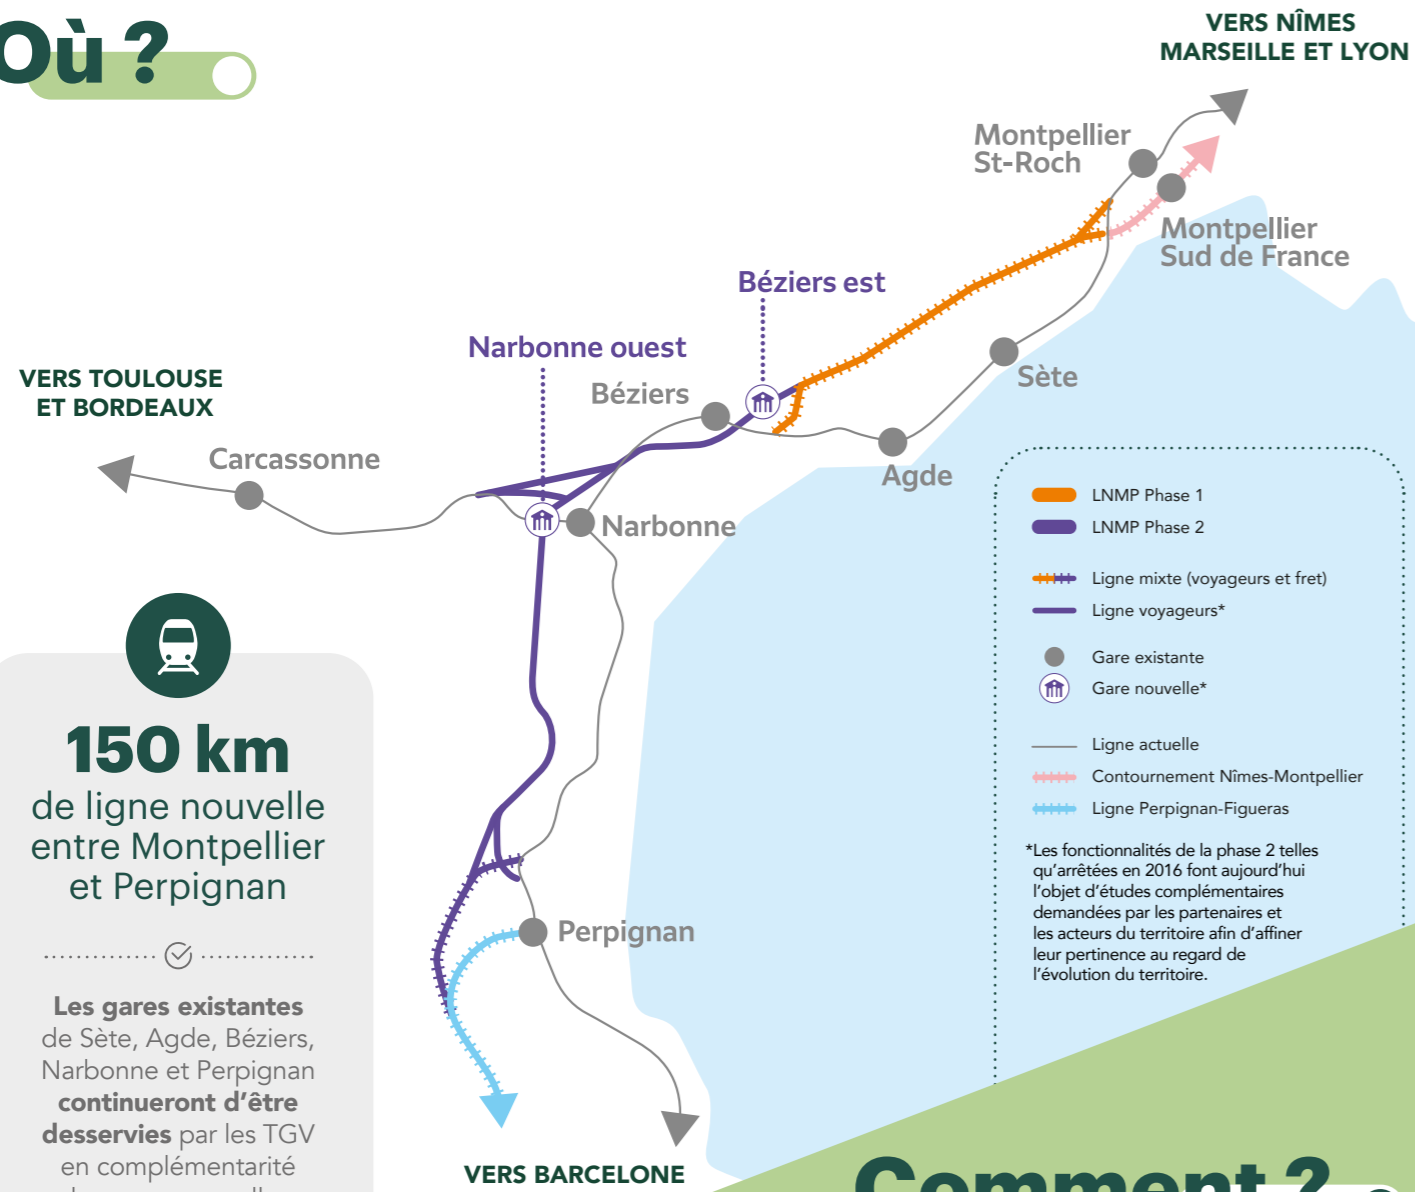 Où ?
VERS NÎMES
MARSEILLE ET LYON
Montpellier
St-Roch
Montpellier
Sud de France
Béziers est
Narbonne ouest
VERS TOULOUSE
ET BORDEAUX
Béziers
Sète
Carcassonne
Agde
Narbonne
LNMP Phase 1
LNMP Phase 2
Ligne mixte (voyageurs et fret)
Ligne voyageurs*
Gare existante
Gare nouvelle*
Ligne actuelle
Contournement Nîmes-Montpellier
Ligne Perpignan-Figueras
*Les fonctionnalités de la phase 2 telles
qu'arrêtées en 2016 font aujourd'hui
l'objet d'études complémentaires
demandées par les partenaires et
les acteurs du territoire afin d'affiner
leur pertinence au regard de
l'évolution du territoire.
150 km
de ligne nouvelle
entre Montpellier
et Perpignan
Perpignan
Les gares existantes
de Sète, Agde, Béziers,
Narbonne et Perpignan
continueront d'être
desservies par les TGV
en complémentarité
VERS BARCELONE
Comment ?